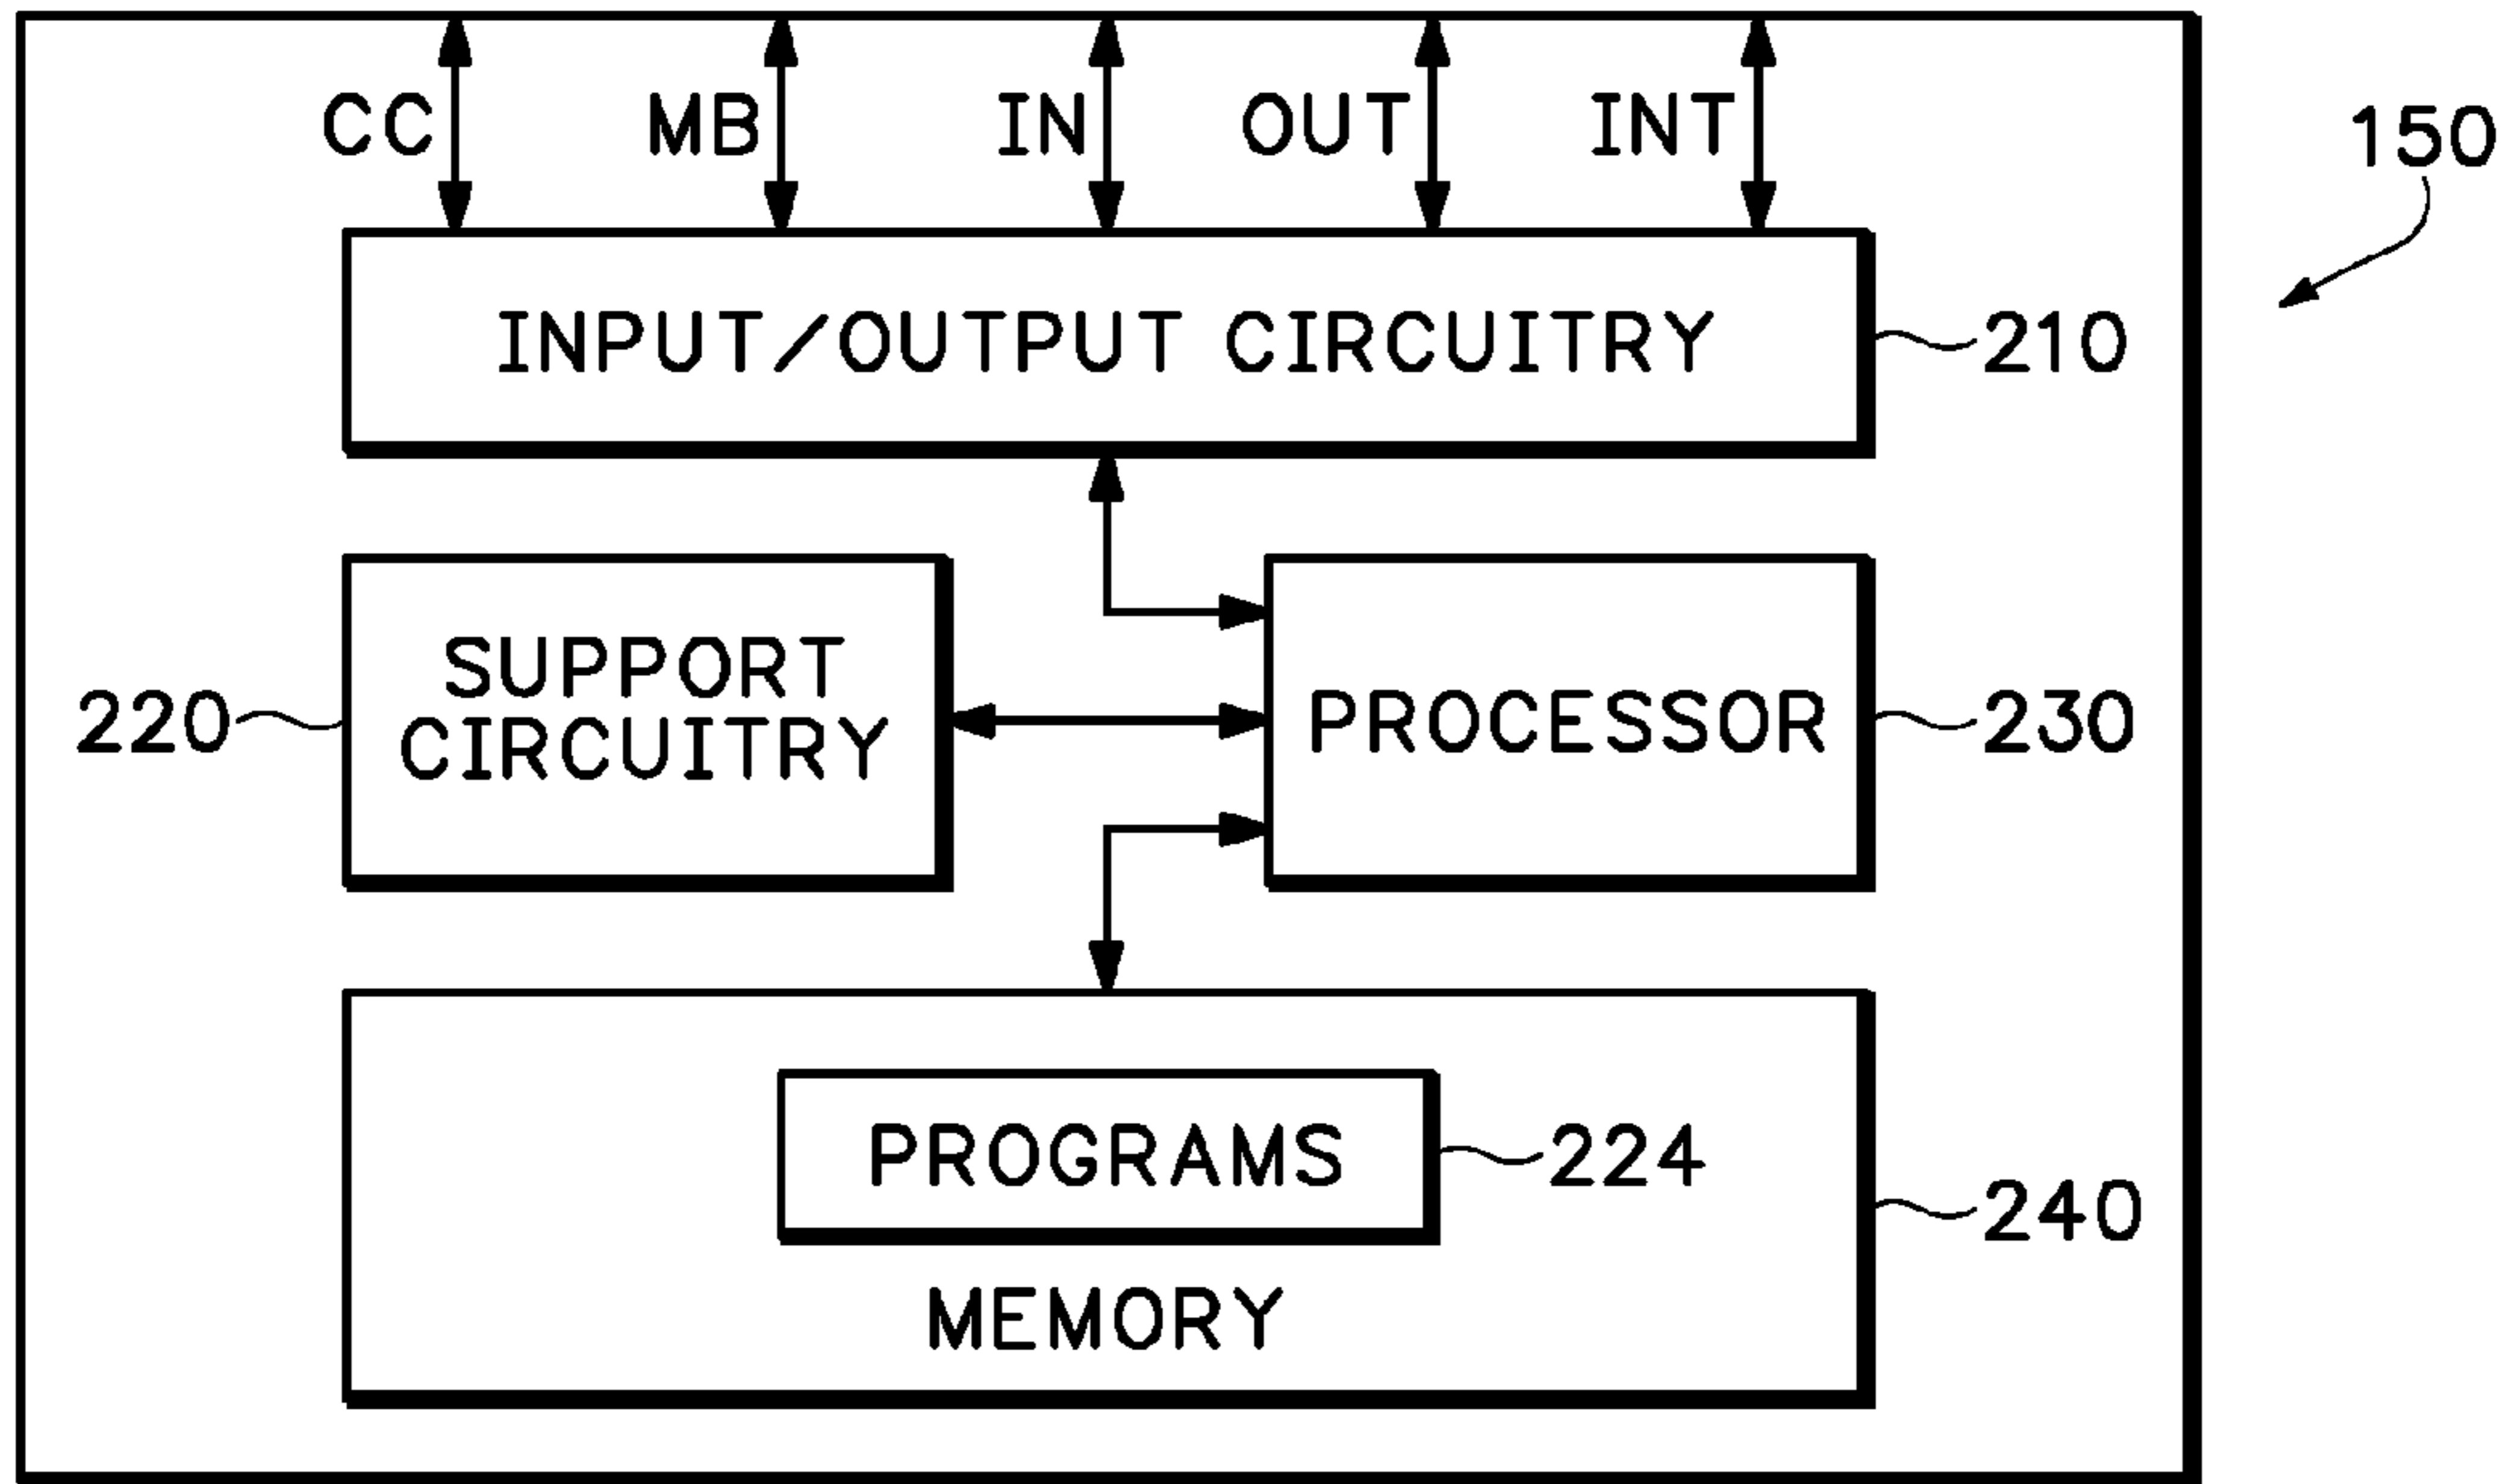 CC MB IN OUT INT
150
INPUT/OUTPUT CIRCUITRY
210
SUPPORT
CIRCUITRY
220
PROCESSOR
230
PROGRAMS
224
240
MEMORY